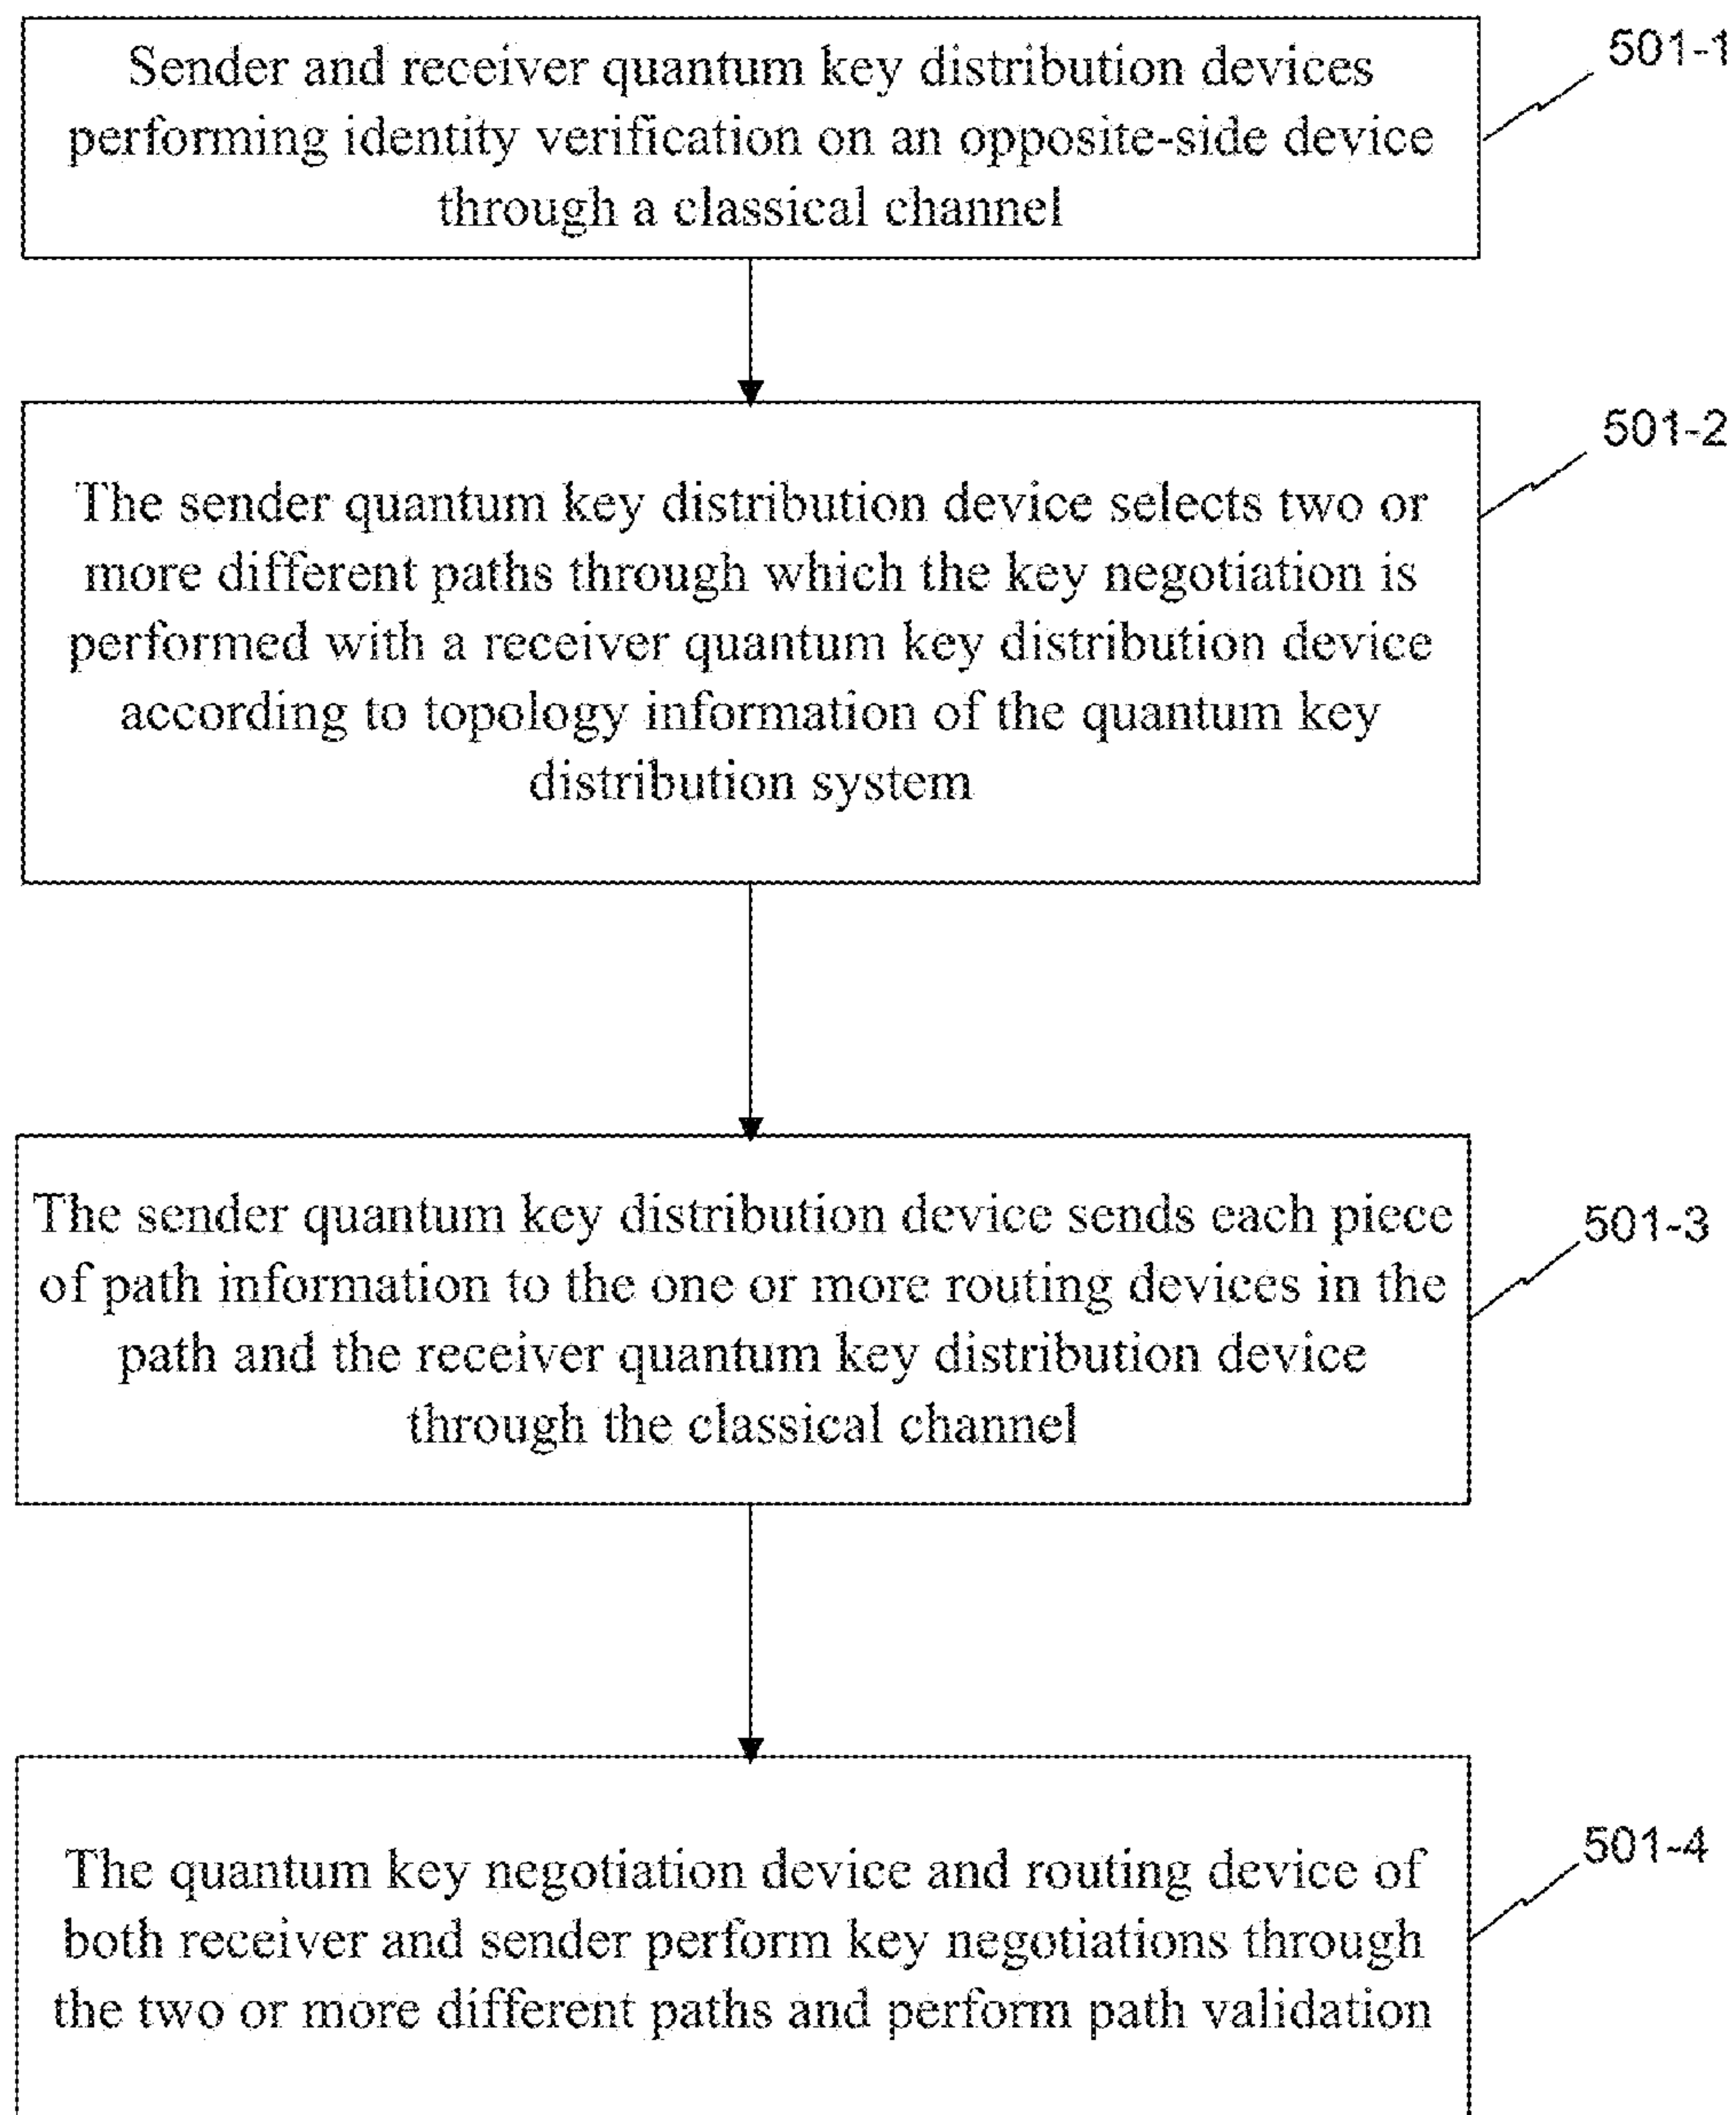 Sender and receiver quantum key distribution devices
performing identity verification on an opposite-side device
through a classical channel
501-1
The sender quantum key distribution device selects two or
more different paths through which the key negotiation is
performed with a receiver quantum key distribution device
according to topology information of the quantum key
distribution system
501-2
The sender quantum key distribution device sends each piece
of path information to the one or more routing devices in the
path and the receiver quantum key distribution device
through the classical channel
501-3
The quantum key negotiation device and routing device of
both receiver and sender perform key negotiations through
the two or more different paths and perform path validation
501-4